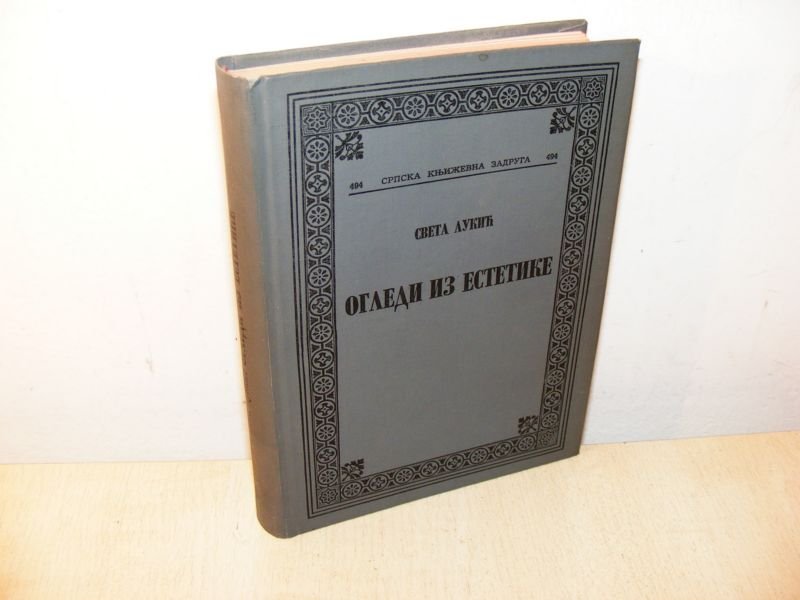 494 СРПСКА КЊИЖЕВНА ЗАДРУГА 494
СВЕТА ЛУКИЋ
ОГЛЕДИ ИЗ ЕСТЕТИКЕ